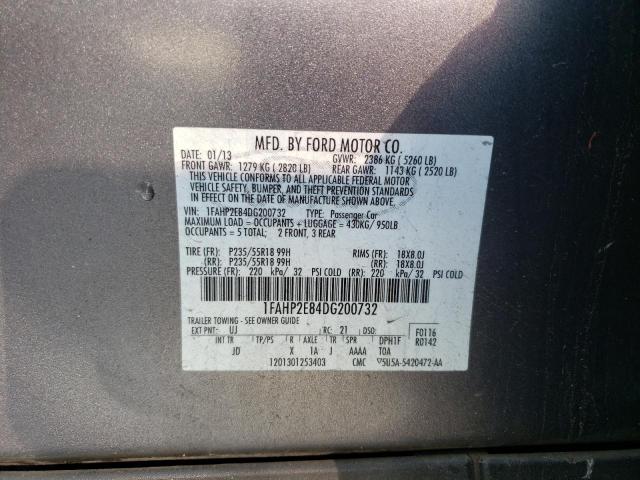 MFD. BY FORD MOTOR CO.
DATE: 01/13 GVWR: 2386 KG ( 5260 LB)
FRONT GAWR: 1279 KG ( 2820 LB) REAR GAWR: 1143 KG ( 2520 LB)
THIS VEHICLE CONFORMS TO ALL APPLICABLE FEDERAL MOTOR
VEHICLE SAFETY, BUMPER, AND THEFT PREVENTION STANDARDS
IN EFFECT ON THE DATE OF MANUFACTURE SHOWN ABOVE.
VIN: 1FAHP2E84DG200732 TYPE: Passenger Car
MAXIMUM LOAD = OCCUPANTS + LUGGAGE = 430KG/ 950LB
OCCUPANTS = 5 TOTAL; 2 FRONT, 3 REAR
TIRE (FR): P235/55R18 99H RIMS (FR): 18X8.0J
(RR): P235/55R18 99H (RR): 18X8.0J
PRESSURE (FR): 220 kPa/ 32 PSI COLD (RR): 220 kPa/ 32 PSI COLD
1FAHP2E84DG200732
TRAILER TOWING - SEE OWNER GUIDE
EXT PNT: UJ RC: 21 DSO: F0116
R0142
INT TR TP/PS R AXLE TR SPR DPH1F
JD X 1A J AAAA TOA
1201301253403 CMC 5U5A-5420472-AA